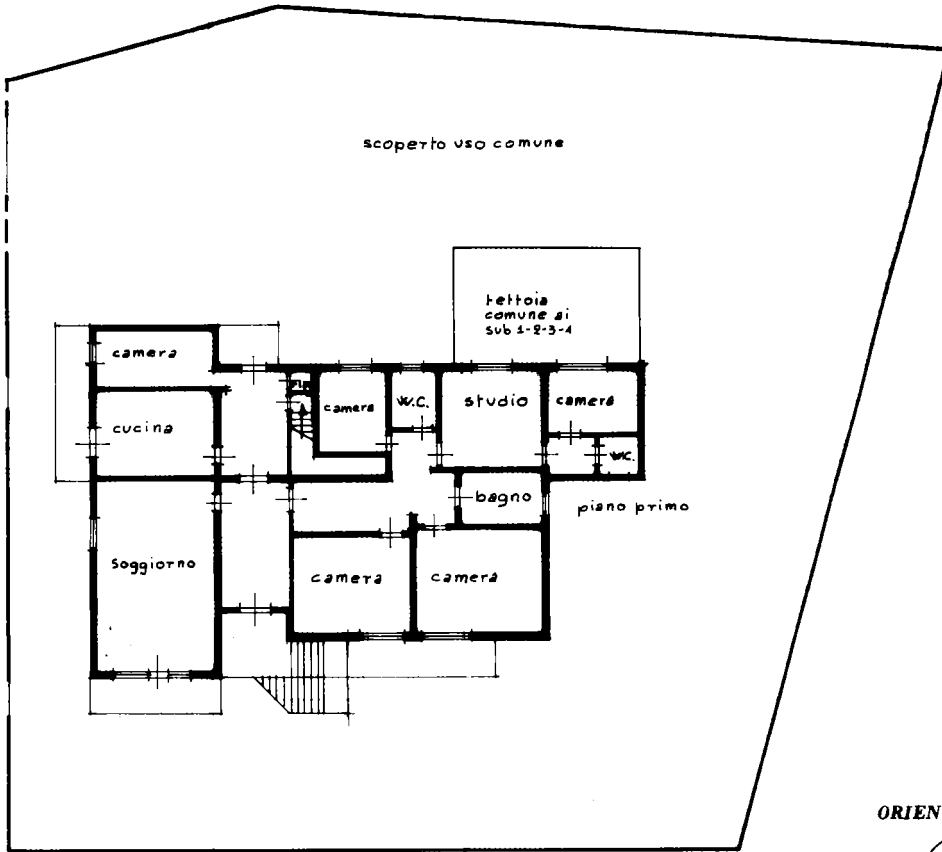 scoperto uso comune
tettoia
comune ai
sub 1-2-3-4
camera
cucina
camera
W.C.
studio
camera
W.C.
bagno
piano primo
soggiorno
camera
camera
ORIEN